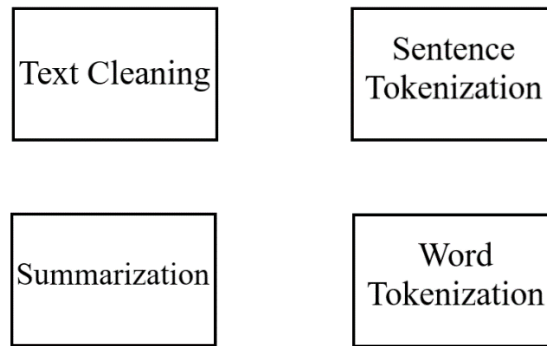 Text Cleaning
Sentence
Tokenization
Summarization
Word
Tokenization